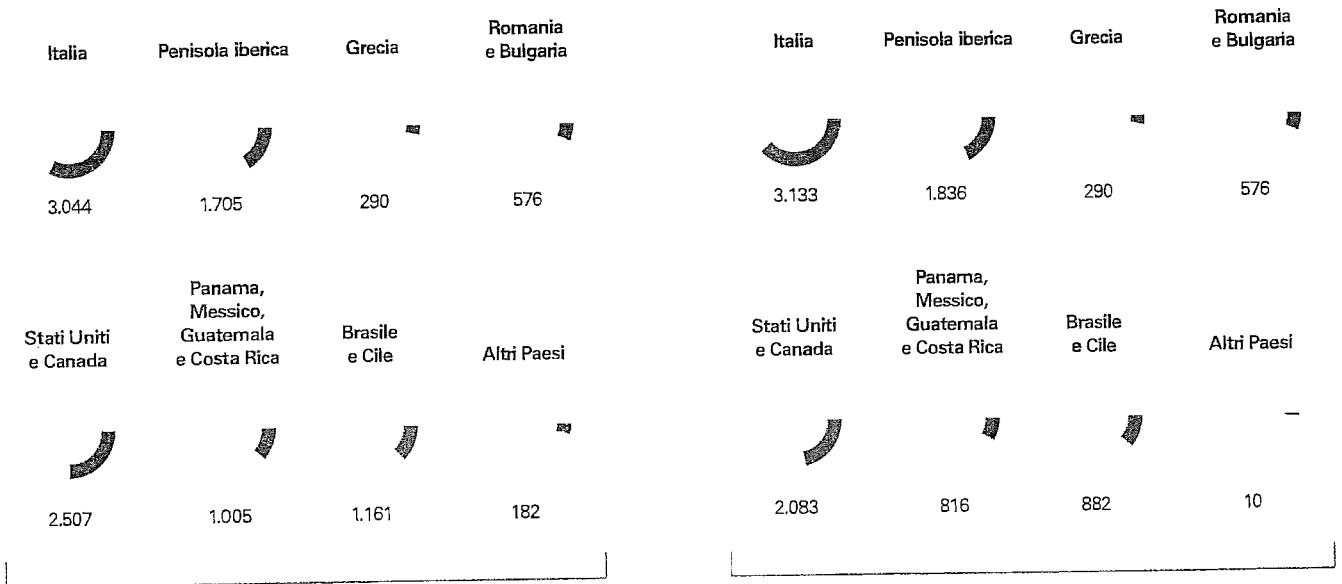 Italia
Penisola iberica
Grecia
Romania
e Bulgaria
3.044
1.705
290
576
Stati Uniti
e Canada
Panama,
Messico,
Guatemala
e Costa Rica
Brasile
e Cile
Altri Paesi
2.507
1.005
1.161
182
Italia
Penisola iberica
Grecia
Romania
e Bulgaria
3.133
1.836
290
576
Stati Uniti
e Canada
Panama,
Messico,
Guatemala
e Costa Rica
Brasile
e Cile
Altri Paesi
2.083
816
882
10